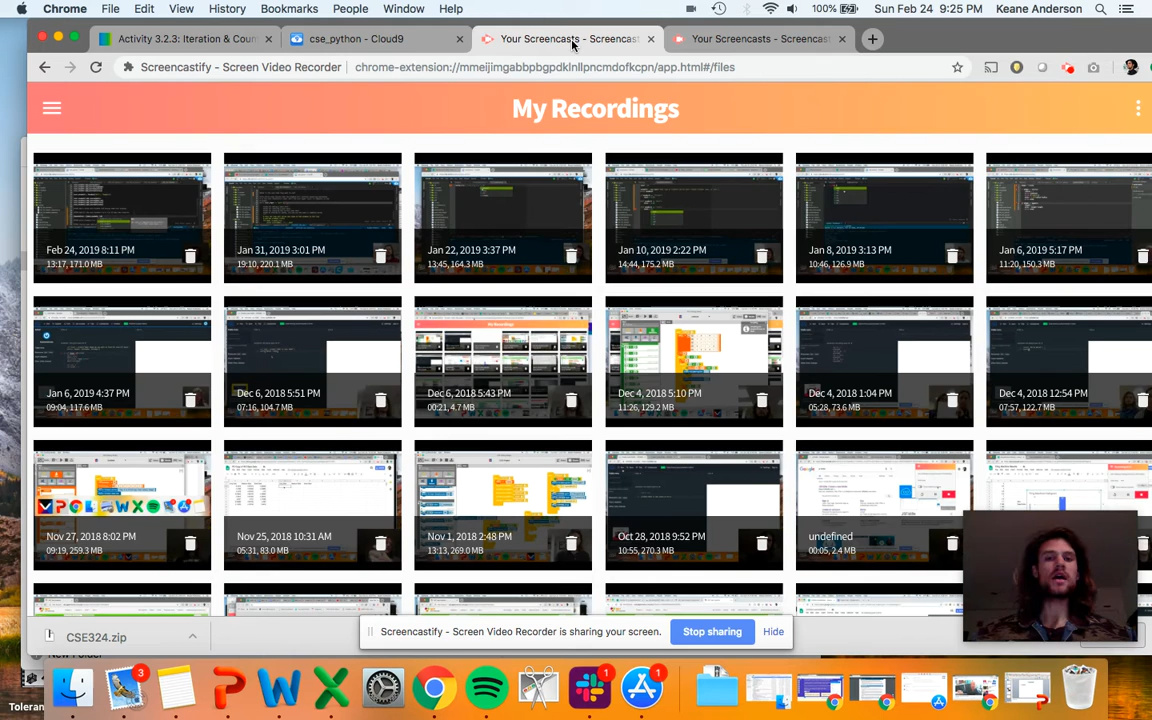 Chrome File Edit View History Bookmarks People Window Help 100% Sun Feb 24 9:25 PM Keane Anderson
Activity 3.2.3: Iteration & Coun cse_python - Cloud9 Your Screencasts - Screencast Your Screencasts - Screencasti
Screencastify - Screen Video Recorder chrome-extension://mmeijimgabbpbgpdklnllpncmdofkcpn/app.html#/files
My Recordings
Feb 24, 2019 8:11 PM Jan 31, 2019 3:01 PM Jan 22, 2019 3:37 PM Jan 10, 2019 2:22 PM Jan 8, 2019 3:13 PM Jan 6, 2019 5:17 PM
13:17, 171.0 MB 19:10, 220.1 MB 13:45, 164.3 MB 14:44, 175.2 MB 10:46, 126.9 MB 11:20, 150.3 MB
Jan 6, 2019 4:37 PM Dec 6, 2018 5:51 PM Dec 6, 2018 5:43 PM Dec 4, 2018 5:10 PM Dec 4, 2018 1:04 PM Dec 4, 2018 12:54 PM
09:04, 117.6 MB 07:16, 104.7 MB 00:21, 4.7 MB 11:26, 129.2 MB 05:28, 73.6 MB 07:57, 122.7 MB
Nov 27, 2018 8:02 PM Nov 25, 2018 10:31 AM Nov 1, 2018 2:48 PM Oct 28, 2018 9:52 PM undefined
09:19, 259.3 MB 05:31, 83.0 MB 13:13, 269.0 MB 10:55, 270.3 MB 00:05, 2.4 MB
CSE324.zip
Screencastify - Screen Video Recorder is sharing your screen. Stop sharing Hide
New Folder
3 1 1
Toleran